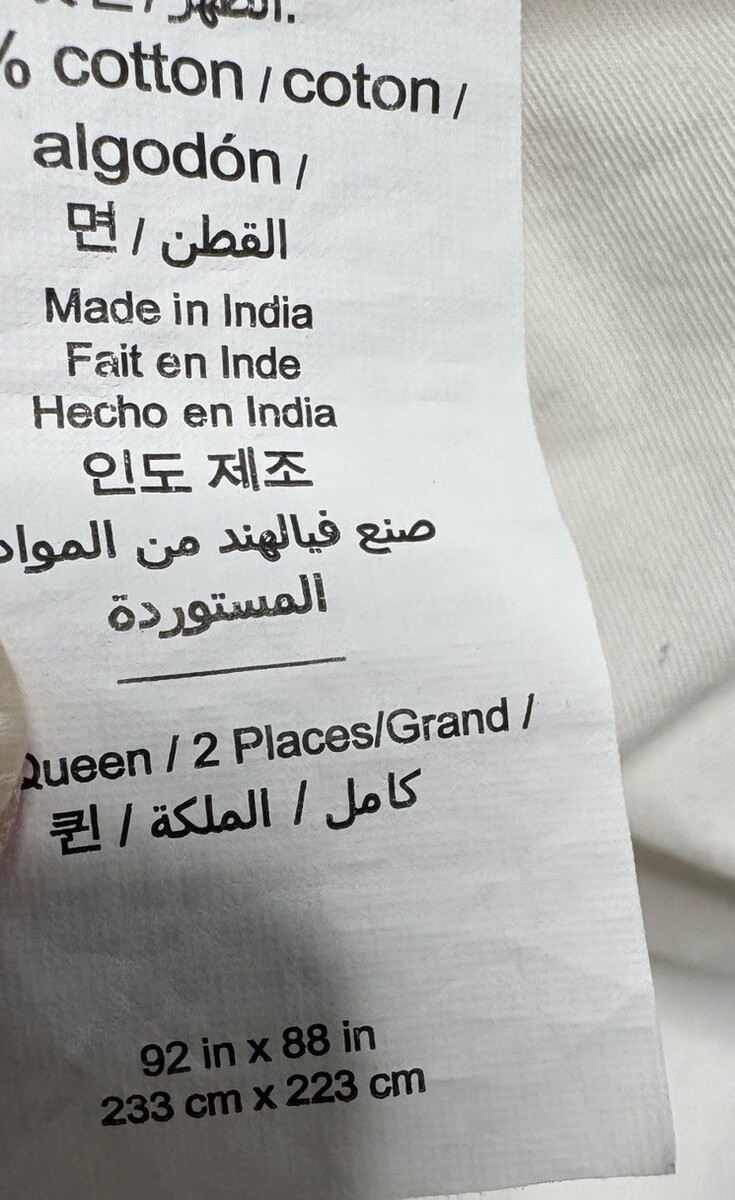 % cotton / coton /
algodón /
면 / القطن
Made in India
Fait en Inde
Hecho en India
인도 제조
صنع فيالهند من المواد
المستوردة
Queen / 2 Places/Grand /
퀸 / الملكة / كامل
92 in x 88 in
233 cm x 223 cm